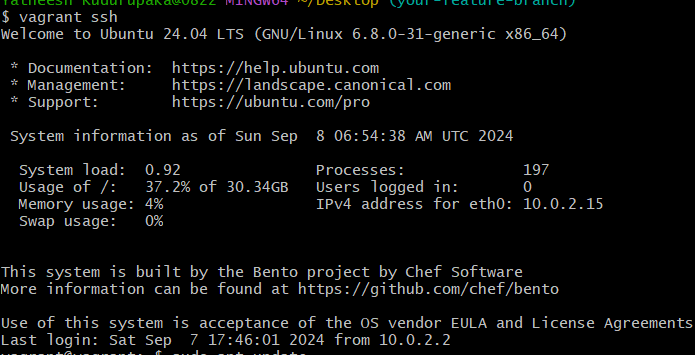 Yatheesh Kudurupaka@0822 MINGW64 ~/Desktop (your-feature-branch)
$ vagrant ssh
Welcome to Ubuntu 24.04 LTS (GNU/Linux 6.8.0-31-generic x86_64)
* Documentation:  https://help.ubuntu.com
* Management:     https://landscape.canonical.com
* Support:        https://ubuntu.com/pro
System information as of Sun Sep  8 06:54:38 AM UTC 2024
System load:  0.92               Processes:             197
Usage of /:   37.2% of 30.34GB   Users logged in:       0
Memory usage: 4%                 IPv4 address for eth0: 10.0.2.15
Swap usage:   0%
This system is built by the Bento project by Chef Software
More information can be found at https://github.com/chef/bento
Use of this system is acceptance of the OS vendor EULA and License Agreements
Last login: Sat Sep  7 17:46:01 2024 from 10.0.2.2
vagrant@vagrant:~$ sudo apt update